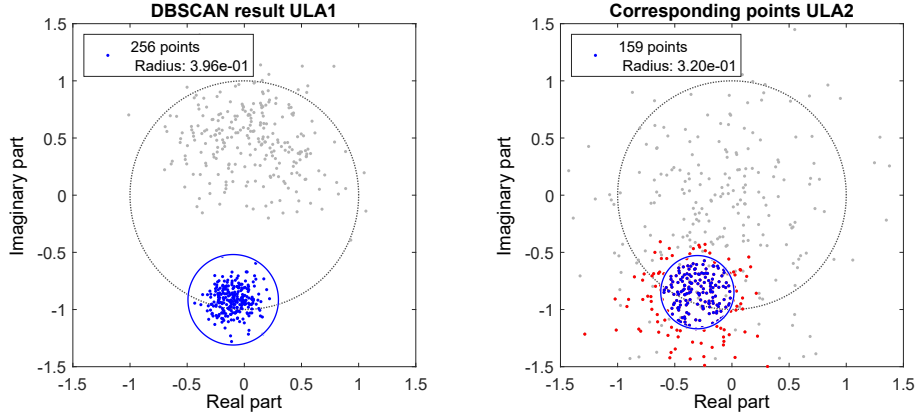 DBSCAN result ULA1
256 points
Radius: 3.96e-01
1.5
1
0.5
0
-0.5
-1
-1.5
Imaginary part
-1.5
-1
-0.5
0
0.5
1
1.5
Real part
Corresponding points ULA2
159 points
Radius: 3.20e-01
1.5
1
0.5
0
-0.5
-1
-1.5
Imaginary part
-1.5
-1
-0.5
0
0.5
1
1.5
Real part